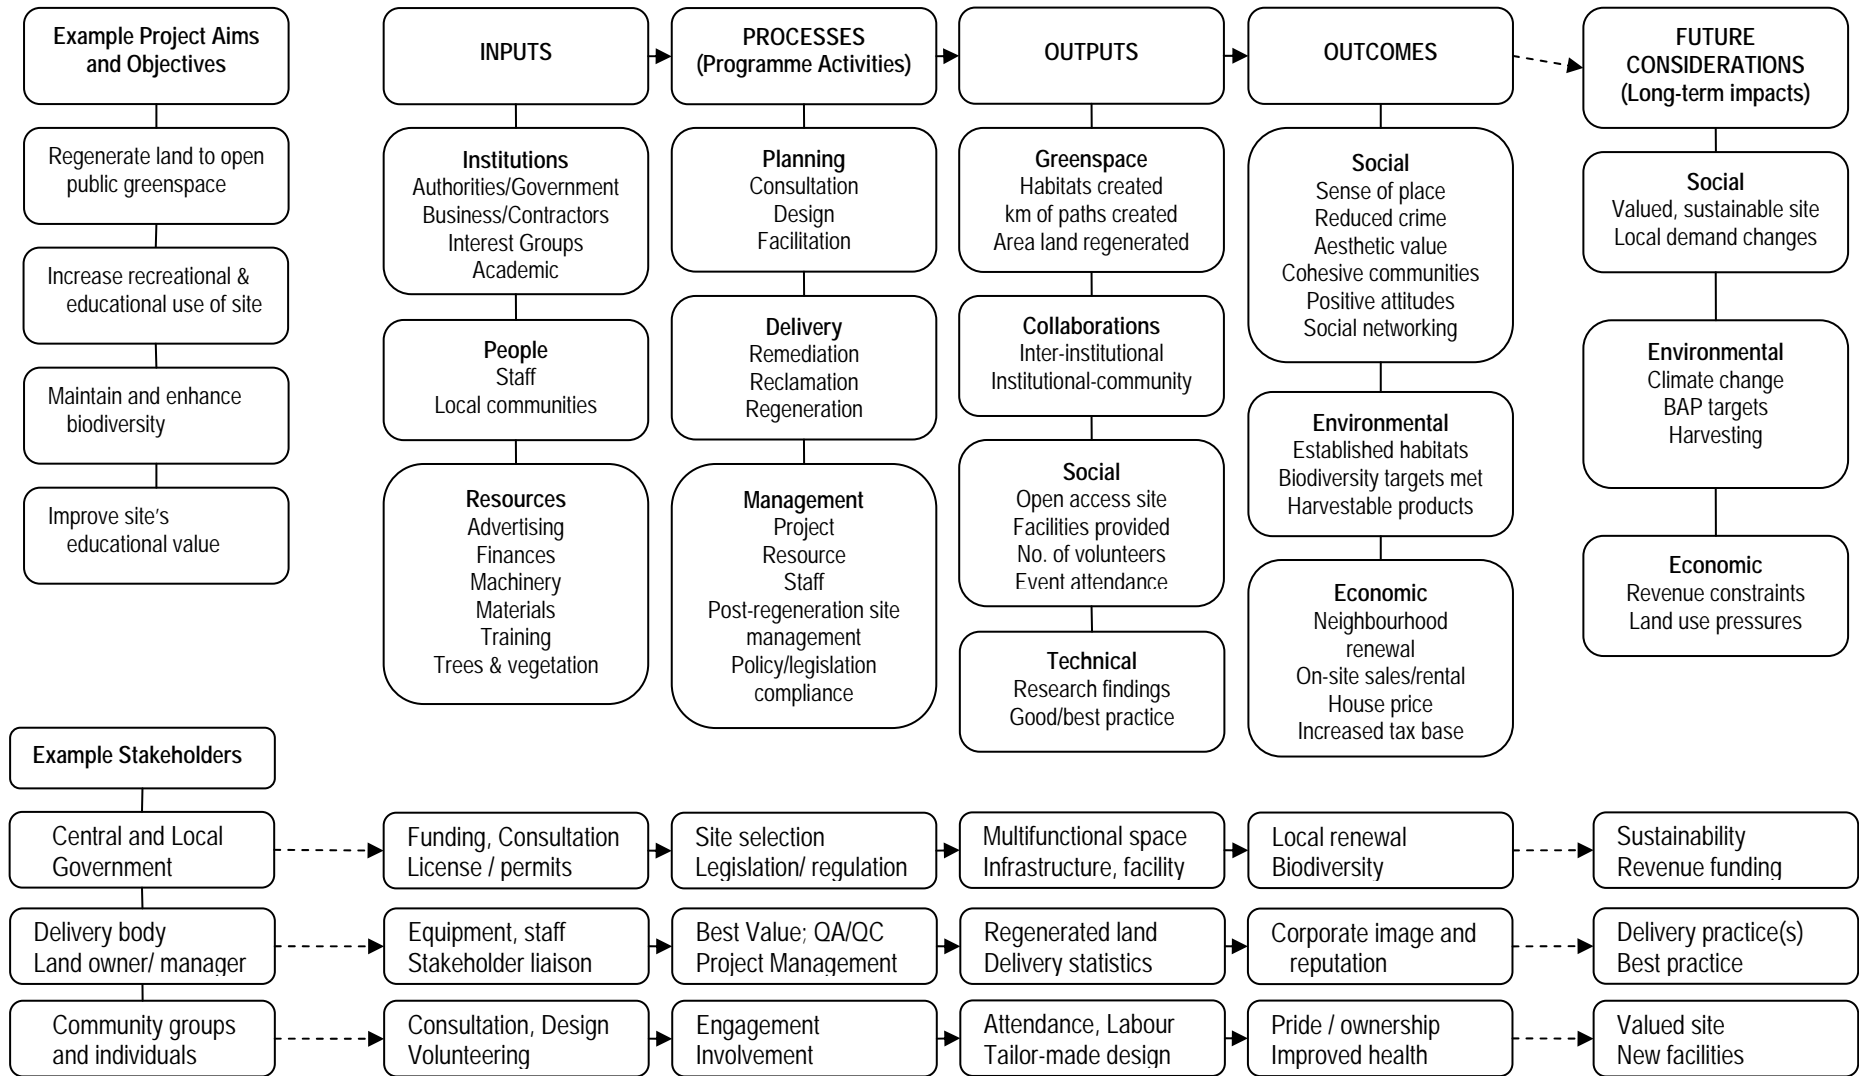 Example Project Aims
and Objectives
Regenerate land to open
public greenspace
Increase recreational &
educational use of site
Maintain and enhance
biodiversity
Improve site's
educational value
INPUTS
Institutions
Authorities/Government
Business/Contractors
Interest Groups
Academic
People
Staff
Local communities
Resources
Advertising
Finances
Machinery
Materials
Training
Trees & vegetation
PROCESSES
(Programme Activities)
Planning
Consultation
Design
Facilitation
Delivery
Remediation
Reclamation
Regeneration
Management
Project
Resource
Staff
Post-regeneration site
management
Policy/legislation
compliance
OUTPUTS
Greenspace
Habitats created
km of paths created
Area land regenerated
Collaborations
Inter-institutional
Institutional-community
Social
Open access site
Facilities provided
No. of volunteers
Event attendance
Technical
Research findings
Good/best practice
OUTCOMES
Social
Sense of place
Reduced crime
Aesthetic value
Cohesive communities
Positive attitudes
Social networking
Environmental
Established habitats
Biodiversity targets met
Harvestable products
Economic
Neighbourhood
renewal
On-site sales/rental
House price
Increased tax base
FUTURE
CONSIDERATIONS
(Long-term impacts)
Social
Valued, sustainable site
Local demand changes
Environmental
Climate change
BAP targets
Harvesting
Economic
Revenue constraints
Land use pressures
Example Stakeholders
Central and Local
Government
Funding, Consultation
License / permits
Site selection
Legislation/ regulation
Multifunctional space
Infrastructure, facility
Local renewal
Biodiversity
Sustainability
Revenue funding
Delivery body
Land owner/ manager
Equipment, staff
Stakeholder liaison
Best Value; QA/QC
Project Management
Regenerated land
Delivery statistics
Corporate image and
reputation
Delivery practice(s)
Best practice
Community groups
and individuals
Consultation, Design
Volunteering
Engagement
Involvement
Attendance, Labour
Tailor-made design
Pride / ownership
Improved health
Valued site
New facilities